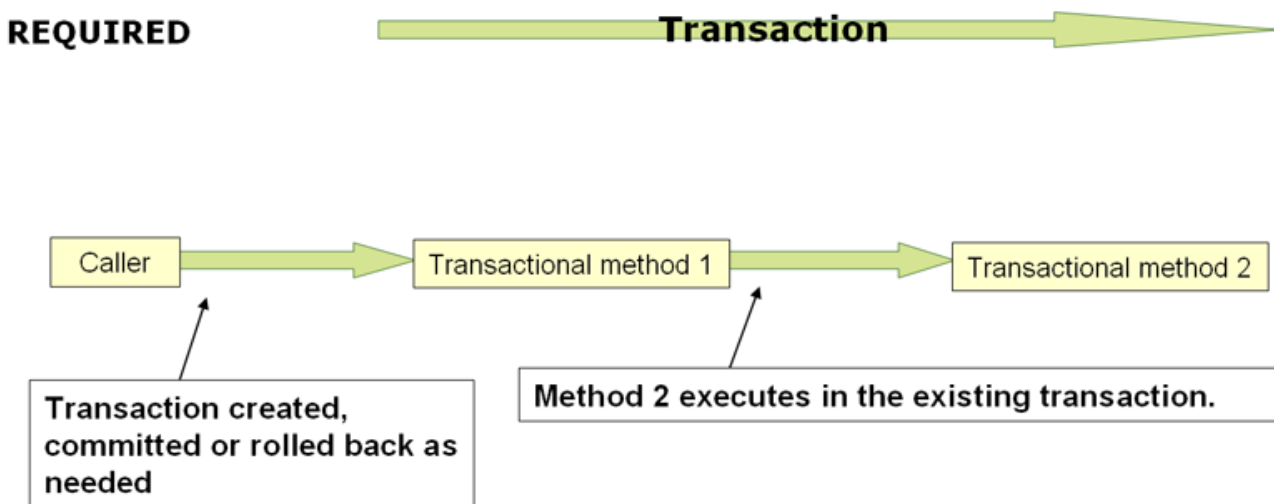 REQUIRED
Transaction
Caller
Transactional method 1
Transactional method 2
Transaction created,
committed or rolled back as
needed
Method 2 executes in the existing transaction.